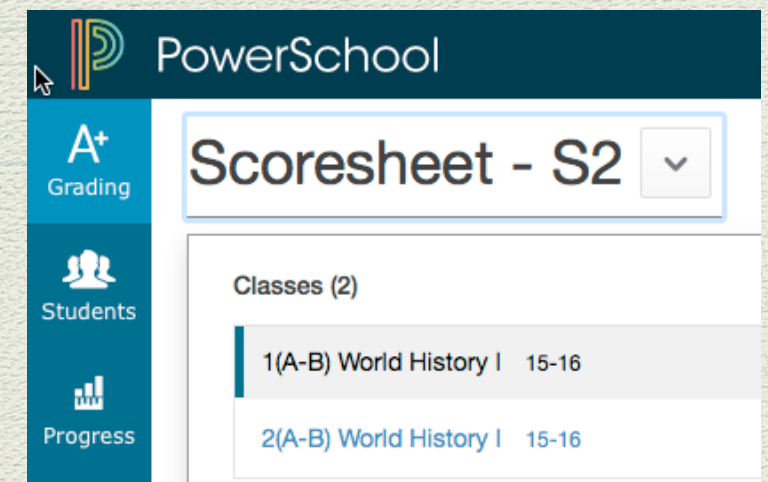 PowerSchool
A+
Grading
Scoresheet - S2
Students
Classes (2)
1(A-B) World History I 15-16
Progress
2(A-B) World History I 15-16